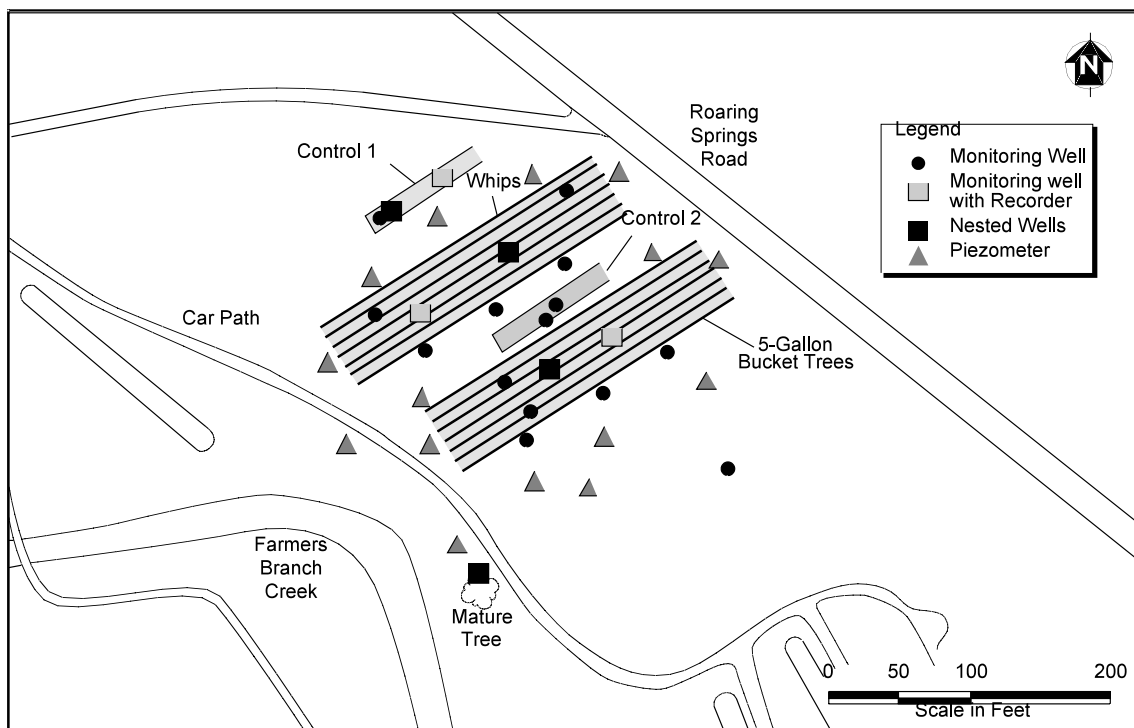 N
Roaring
Springs
Road
Legend
Monitoring Well
Monitoring well
with Recorder
Nested Wells
Piezometer
Control 1
Whips
Control 2
Car Path
5-Gallon
Bucket Trees
Farmers
Branch
Creek
Mature
Tree
0 50 100 200
Scale in Feet